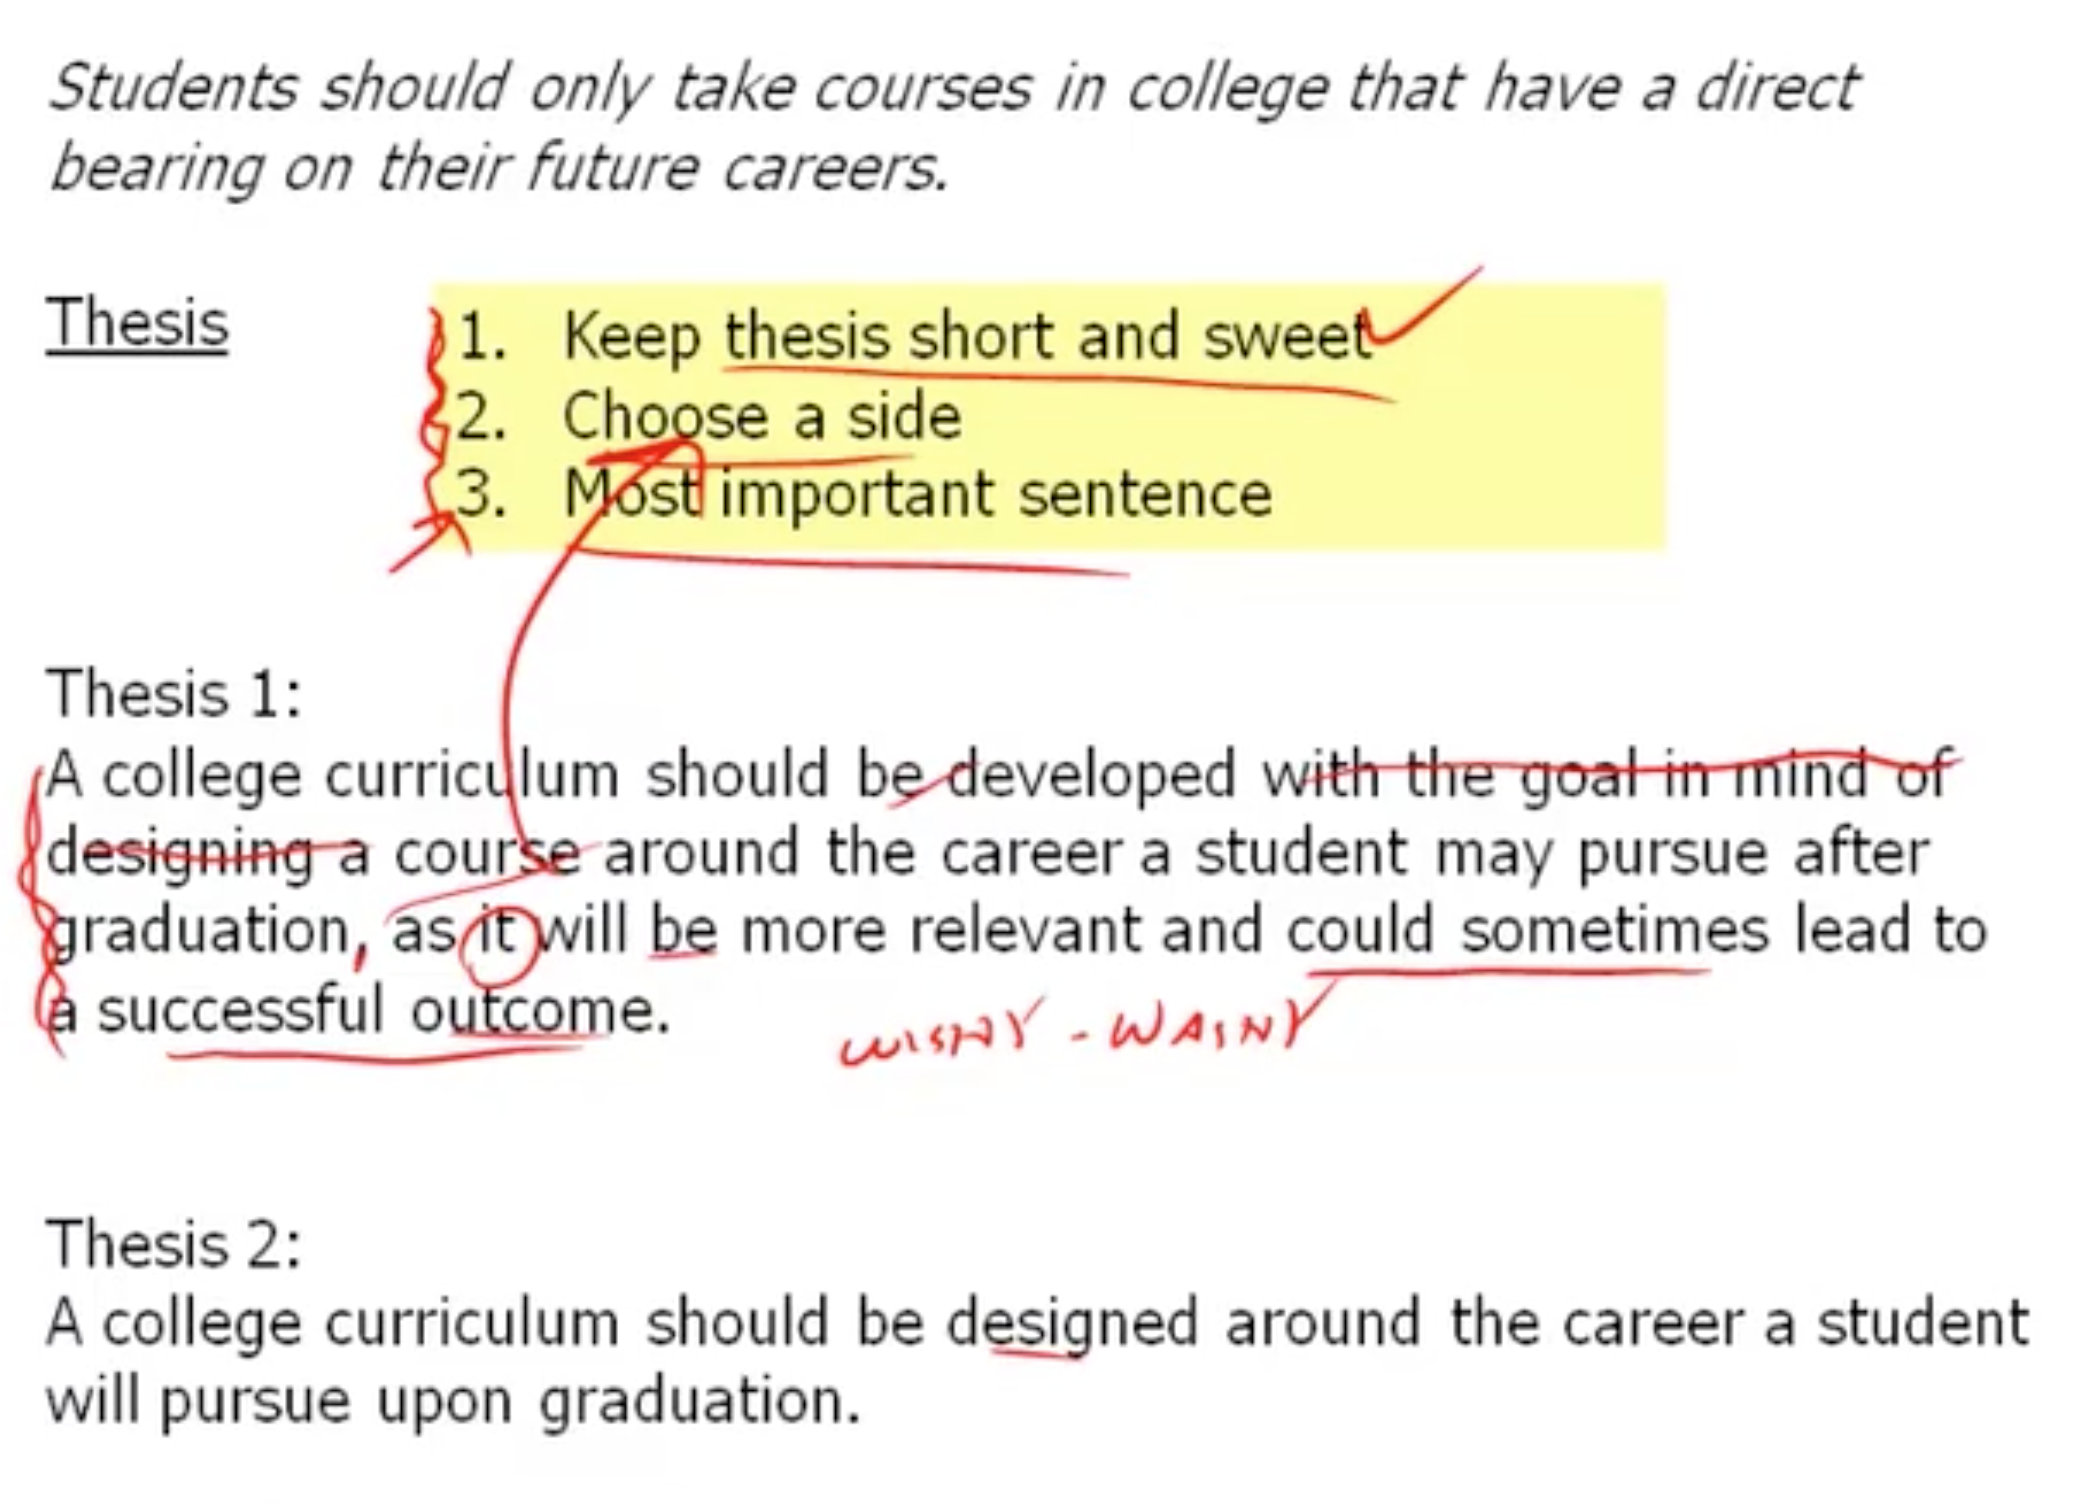 Students should only take courses in college that have a direct
bearing on their future careers.
Thesis
1. Keep thesis short and sweet
2. Choose a side
3. Most important sentence
Thesis 1:
A college curriculum should be developed with the goal in mind of
designing a course around the career a student may pursue after
graduation, as it will be more relevant and could sometimes lead to
a successful outcome.
WISHY-WASHY
Thesis 2:
A college curriculum should be designed around the career a student
will pursue upon graduation.